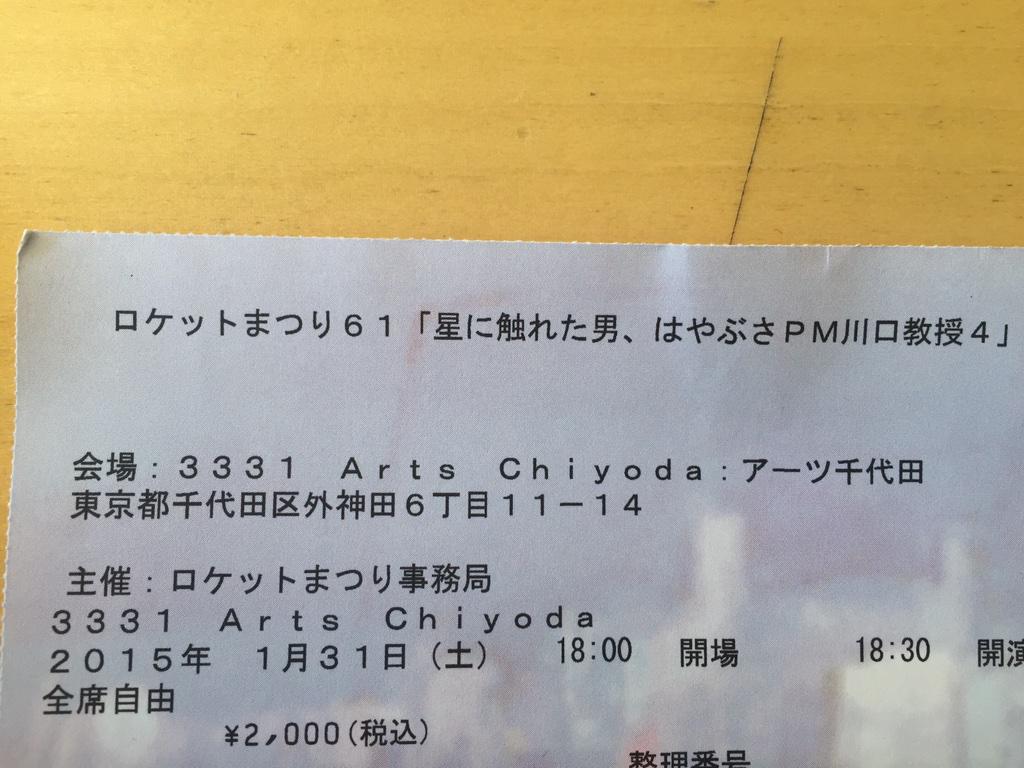 ロケットまつり６１「星に触れた男、はやぶさＰＭ川口教授４」
会場：３３３１　Ａｒｔｓ　Ｃｈｉｙｏｄａ：アーツ千代田
東京都千代田区外神田６丁目１１－１４
主催：ロケットまつり事務局
３３３１　Ａｒｔｓ　Ｃｈｉｙｏｄａ
２０１５年　１月３１日（土）　18:00　開場　18:30　開演
全席自由
¥2,000(税込)
整理番号